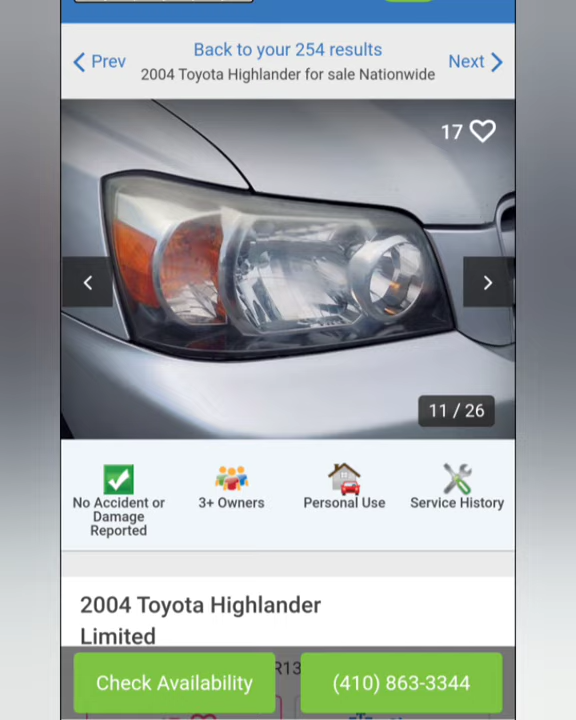 Prev
Back to your 254 results
Next
2004 Toyota Highlander for sale Nationwide
17
11 / 26
No Accident or
Damage
Reported
3+ Owners
Personal Use
Service History
2004 Toyota Highlander
Limited
R13
Check Availability
(410) 863-3344